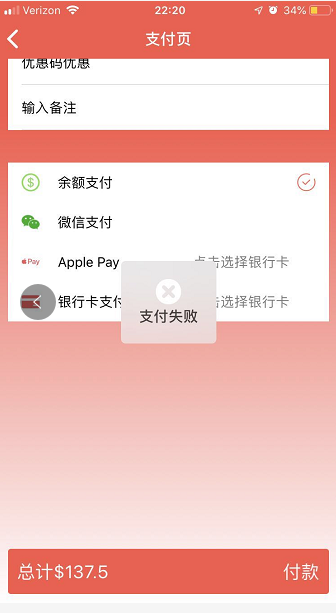 Verizon 22:20 34%
支付页
优惠码优惠
输入备注
余额支付
微信支付
Pay Apple Pay 点击选择银行卡
银行卡支付 击选择银行卡
支付失败
总计$137.5 付款